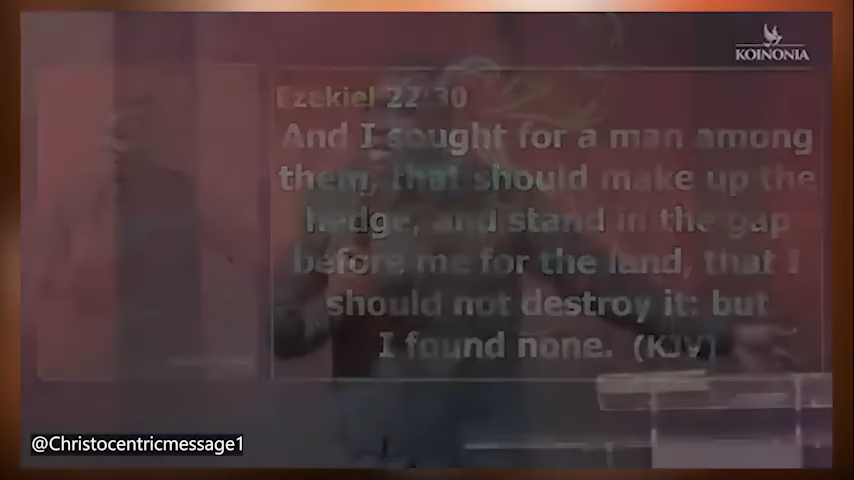 KOINONIA
Ezekiel 22:30
And I sought for a man among
them, that should make up the
hedge, and stand in the gap
before me for the land, that I
should not destroy it: but
I found none. (KJV)
@Christocentricmessage1